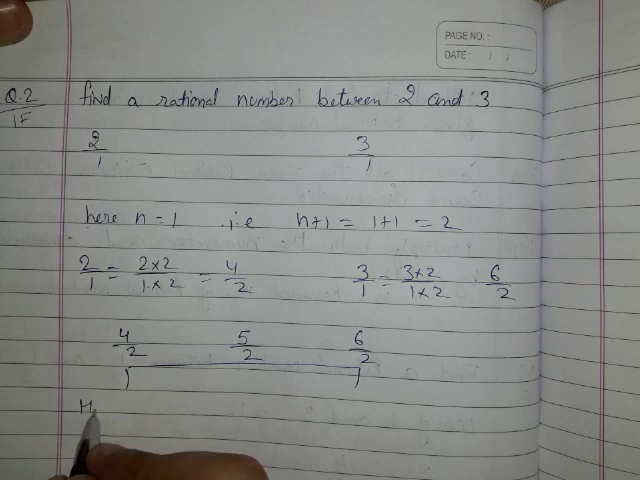 PAGE NO.:
DATE: / /
Q.2 find a rational number between 2 and 3
IF
2/1 3/1
here n = 1 i.e n+1 = 1+1 = 2
2/1 = 2×2/1×2 = 4/2 3/1 = 3×2/1×2 6/2
4/2 5/2 6/2
H